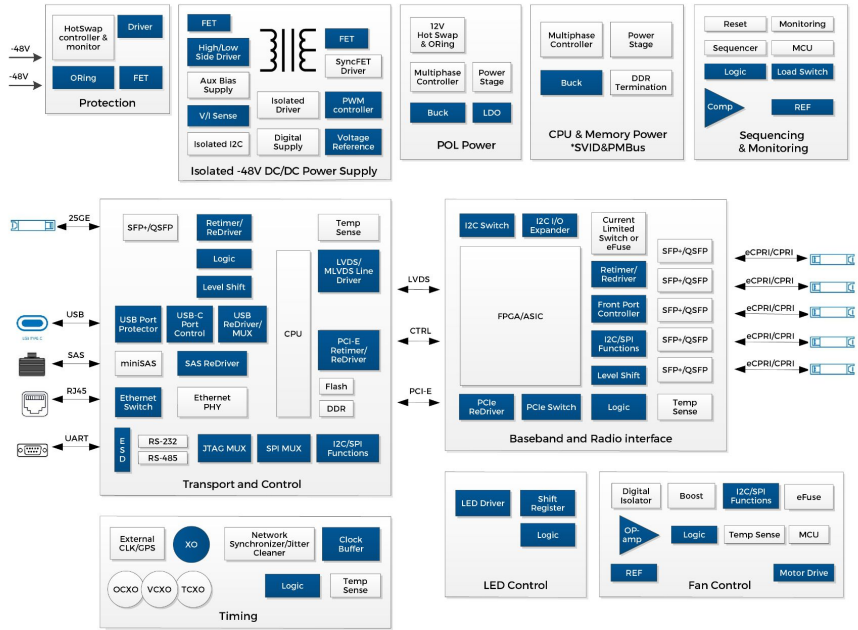 -48V
-48V
HotSwap
controller &
monitor
Driver
ORing
FET
Protection
FET
High/Low
Side Driver
Aux Bias
Supply
V/I Sense
Isolated I2C
Isolated
Driver
Digital
Supply
FET
SyncFET
Driver
PWM
controller
Voltage
Reference
Isolated -48V DC/DC Power Supply
12V
Hot Swap
& ORing
Multiphase
Controller
Power
Stage
Buck
LDO
POL Power
Multiphase
Controller
Power
Stage
Buck
DDR
Termination
CPU & Memory Power
*SVID&PMBus
Reset
Monitoring
Sequencer
MCU
Logic
Load Switch
Comp
REF
Sequencing
& Monitoring
25GE
USB
USB TYPE C
SAS
RJ45
UART
SFP+/QSFP
Retimer/
ReDriver
Temp
Sense
Logic
Level Shift
LVDS/
MLVDS Line
Driver
USB Port
Protector
USB-C
Port
Control
USB
ReDriver/
MUX
CPU
PCI-E
Retimer/
ReDriver
miniSAS
SAS ReDriver
Flash
DDR
Ethernet
Switch
Ethernet
PHY
E
S
D
RS-232
RS-485
JTAG MUX
SPI MUX
I2C/SPI
Functions
Transport and Control
LVDS
CTRL
PCI-E
I2C Switch
I2C I/O
Expander
Current
Limited
Switch or
eFuse
FPGA/ASIC
Retimer/
Redriver
Front Port
Controller
I2C/SPI
Functions
Level Shift
SFP+/QSFP
SFP+/QSFP
SFP+/QSFP
SFP+/QSFP
SFP+/QSFP
PCIe
ReDriver
PCIe Switch
Logic
Temp
Sense
Baseband and Radio interface
eCPRI/CPRI
eCPRI/CPRI
eCPRI/CPRI
eCPRI/CPRI
eCPRI/CPRI
External
CLK/GPS
XO
Network
Synchronizer/Jitter
Cleaner
Clock
Buffer
OCXO
VCXO
TCXO
Logic
Temp
Sense
Timing
LED Driver
Shift
Register
Logic
LED Control
Digital
Isolator
Boost
I2C/SPI
Functions
eFuse
OP-
amp
Logic
Temp Sense
MCU
REF
Motor Drive
Fan Control